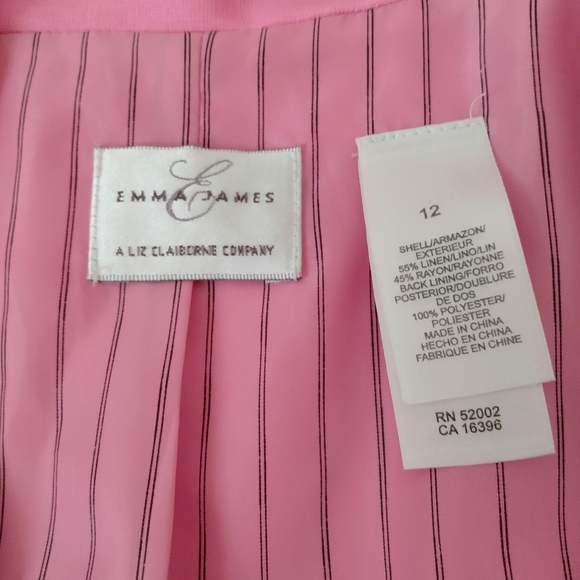 E
EMMA JAMES
A LIZ CLAIBORNE COMPANY
12
SHELL/ARMAZON/
EXTERIEUR
55% LINEN/LINO/LIN
45% RAYON/RAYONNE
BACK LINING/FORRO
POSTERIOR/DOUBLURE
DE DOS
100% POLYESTER/
POLIESTER
MADE IN CHINA
HECHO EN CHINA
FABRIQUE EN CHINE
RN 52002
CA 16396